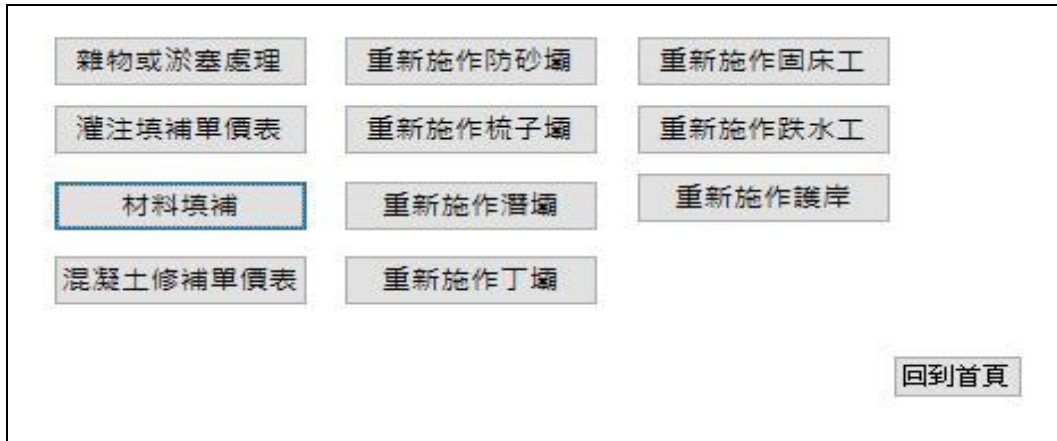 雜物或淤塞處理
重新施作防砂壩
重新施作固床工
灌注填補單價表
重新施作梳子壩
重新施作跌水工
材料填補
重新施作潛壩
重新施作護岸
混凝土修補單價表
重新施作丁壩
回到首頁